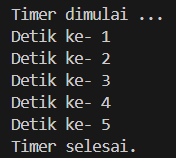 Timer dimulai ...
Detik ke- 1
Detik ke- 2
Detik ke- 3
Detik ke- 4
Detik ke- 5
Timer selesai.